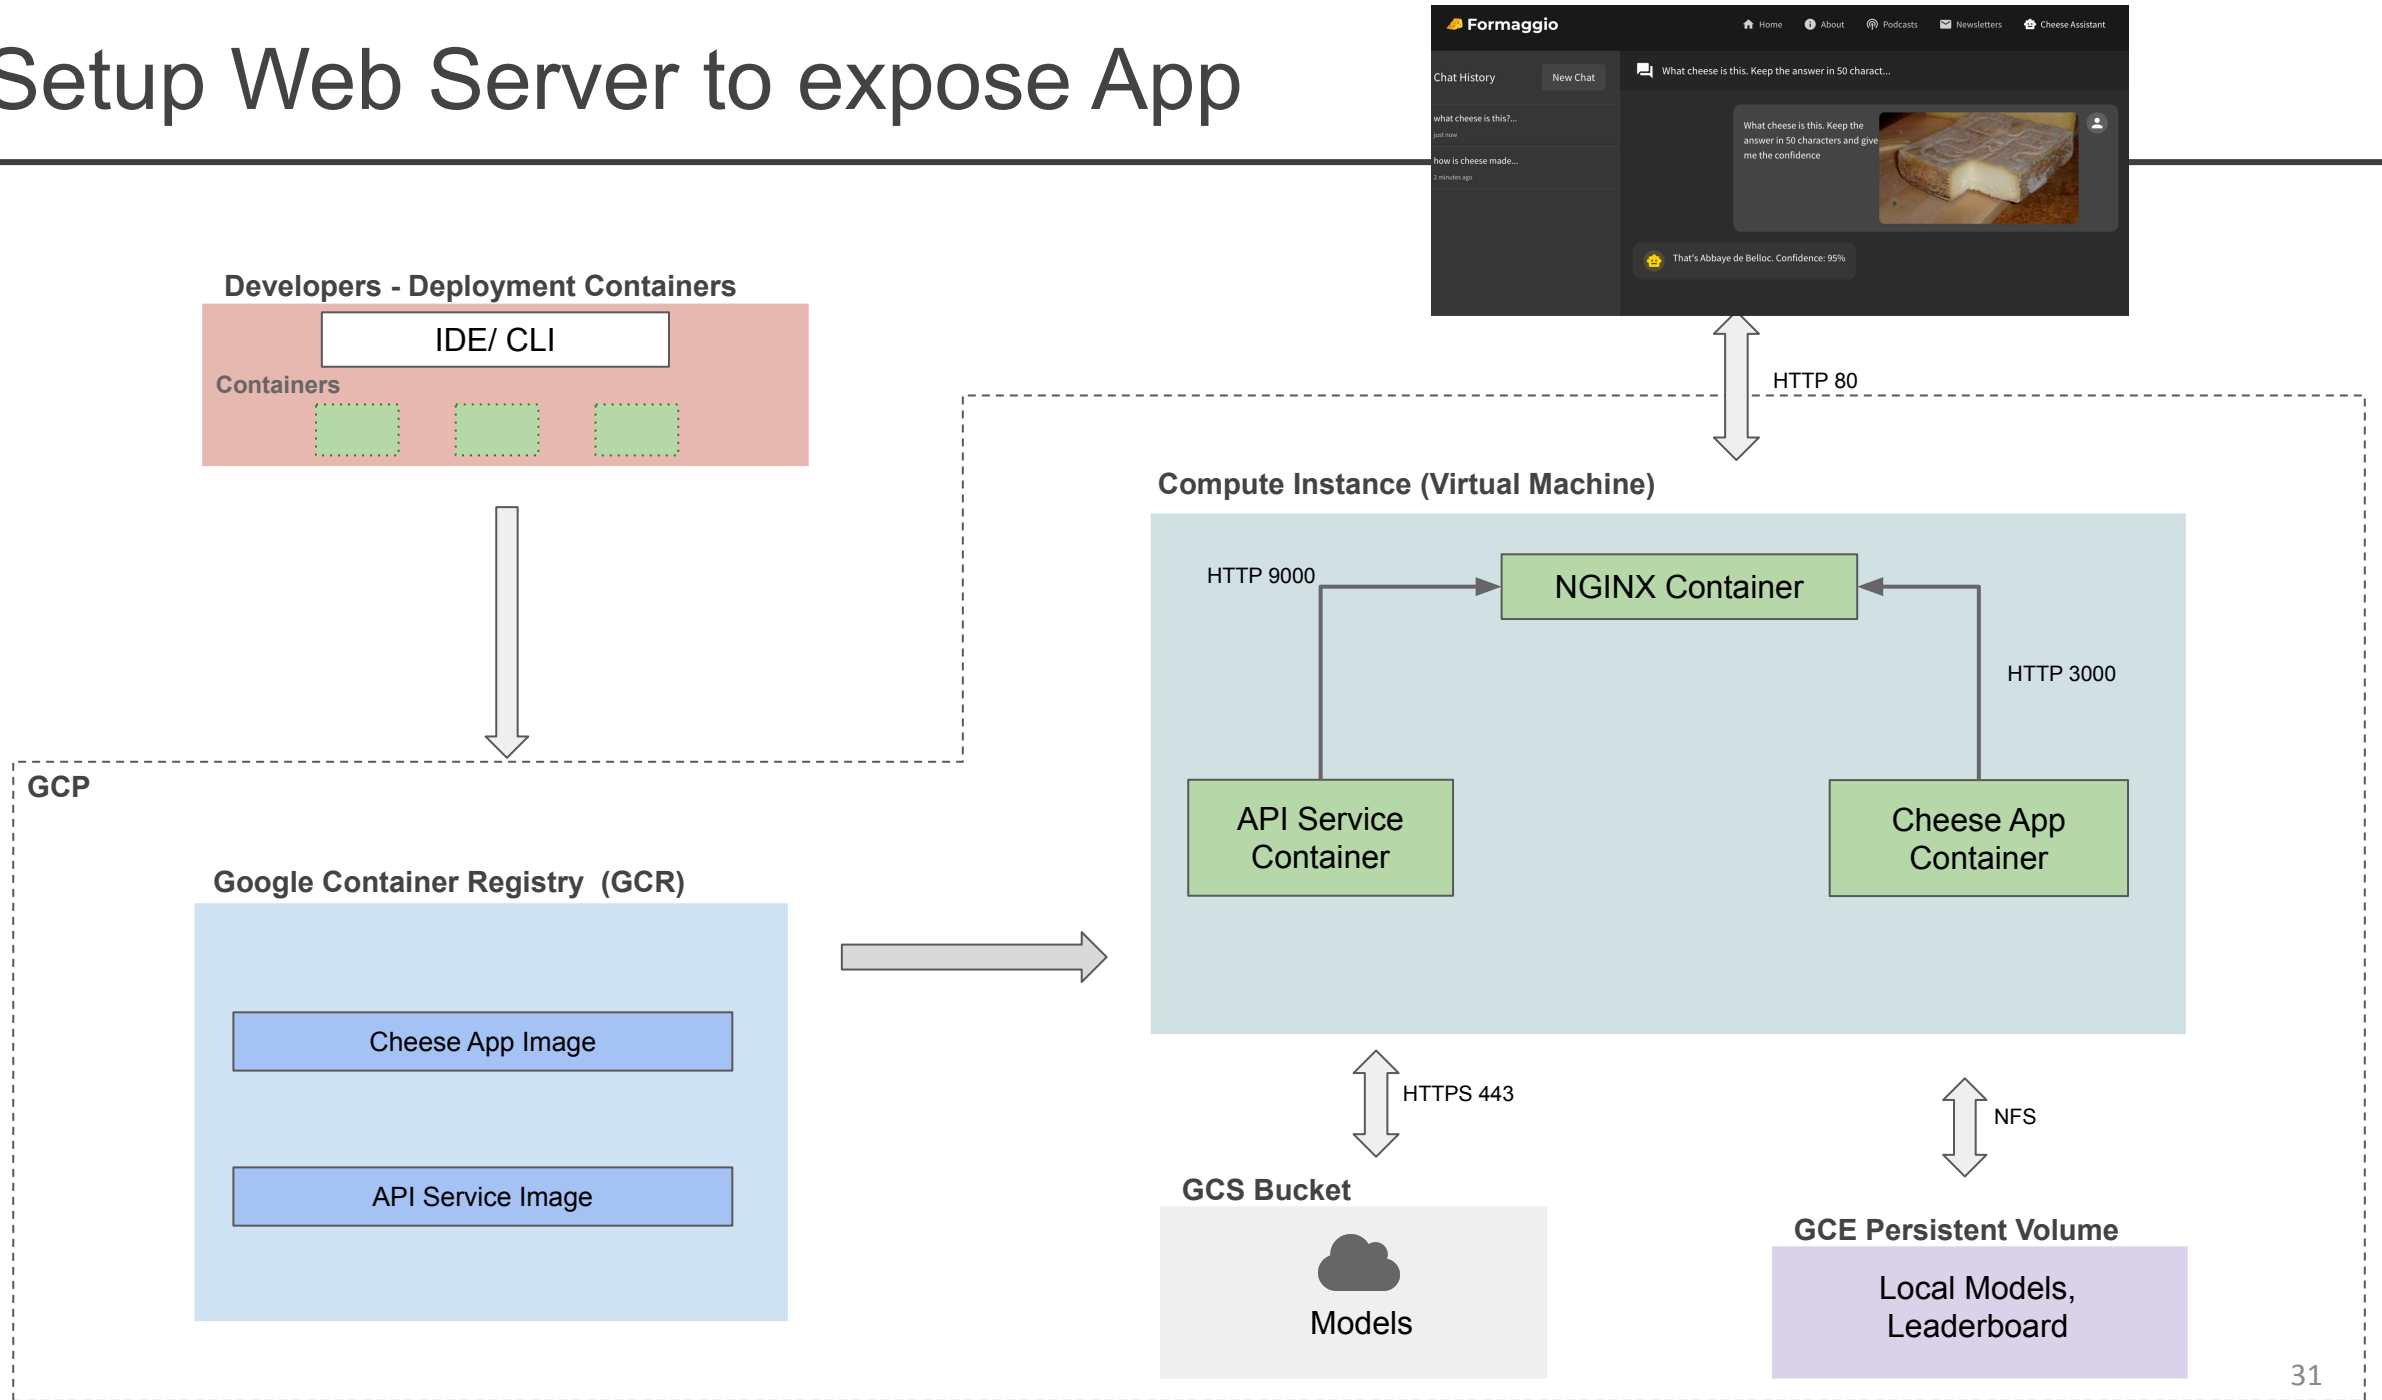 Setup Web Server to expose App
Formaggio
Home
About
Podcasts
Newsletters
Cheese Assistant
Chat History
New Chat
what cheese is this?...
just now
how is cheese made...
2 minutes ago
What cheese is this. Keep the answer in 50 charact...
What cheese is this. Keep the
answer in 50 characters and give
me the confidence
That's Abbaye de Belloc. Confidence: 95%
Developers - Deployment Containers
IDE/ CLI
Containers
HTTP 80
Compute Instance (Virtual Machine)
HTTP 9000
NGINX Container
HTTP 3000
API Service
Container
Cheese App
Container
GCP
Google Container Registry (GCR)
Cheese App Image
API Service Image
HTTPS 443
NFS
GCS Bucket
Models
GCE Persistent Volume
Local Models,
Leaderboard
31